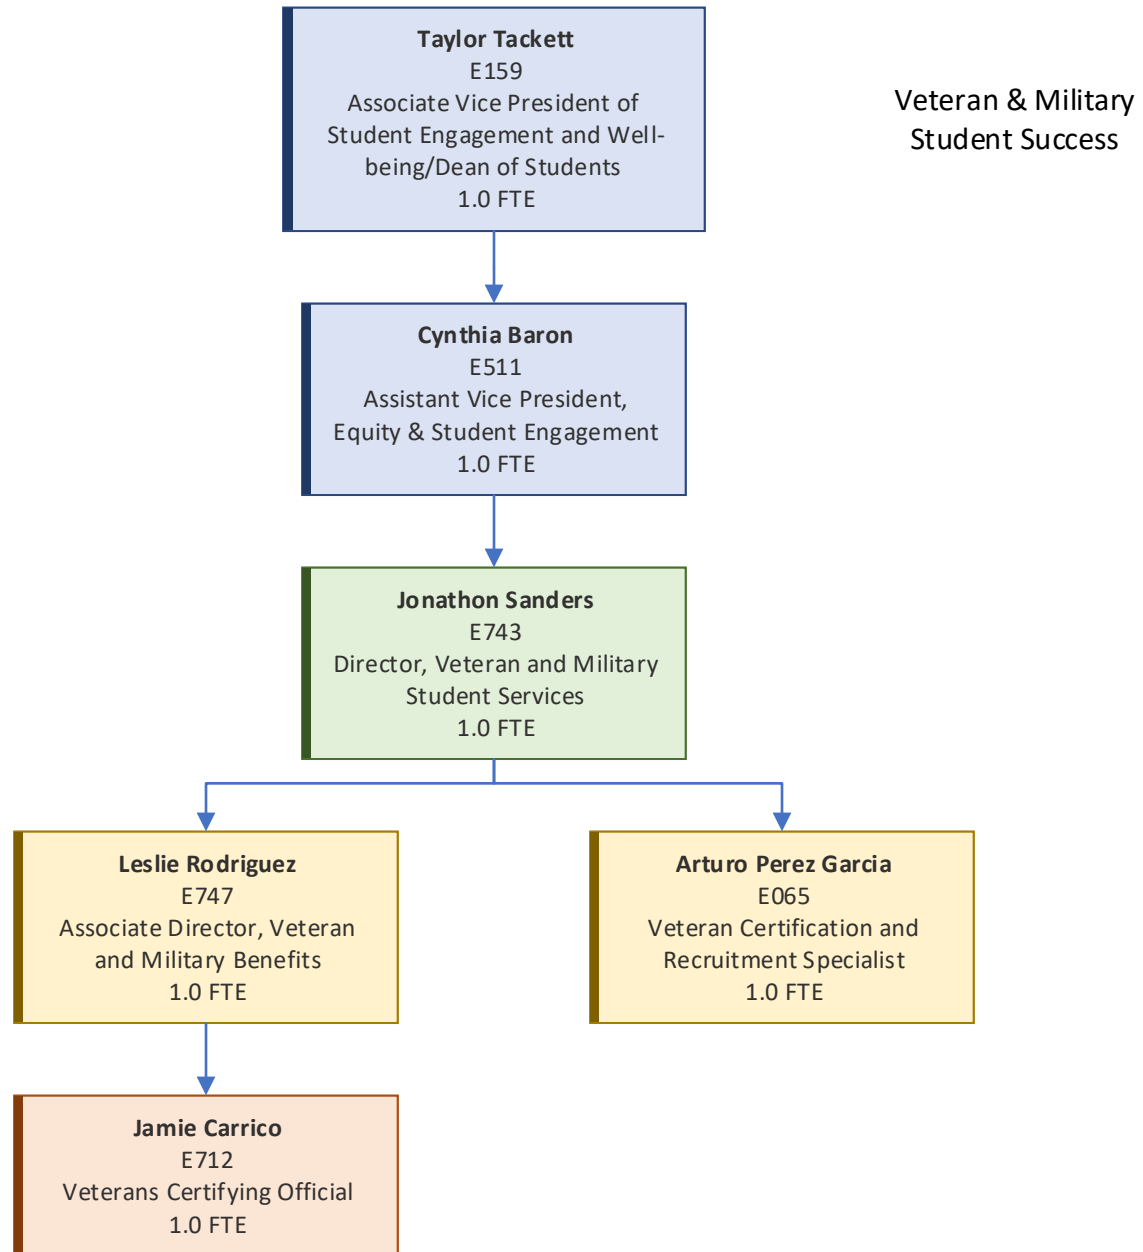 Taylor Tackett
E159
Associate Vice President of
Student Engagement and Well-
being/Dean of Students
1.0 FTE
Veteran & Military
Student Success
Cynthia Baron
E511
Assistant Vice President,
Equity & Student Engagement
1.0 FTE
Jonathon Sanders
E743
Director, Veteran and Military
Student Services
1.0 FTE
Leslie Rodriguez
E747
Associate Director, Veteran
and Military Benefits
1.0 FTE
Arturo Perez Garcia
E065
Veteran Certification and
Recruitment Specialist
1.0 FTE
Jamie Carrico
E712
Veterans Certifying Official
1.0 FTE